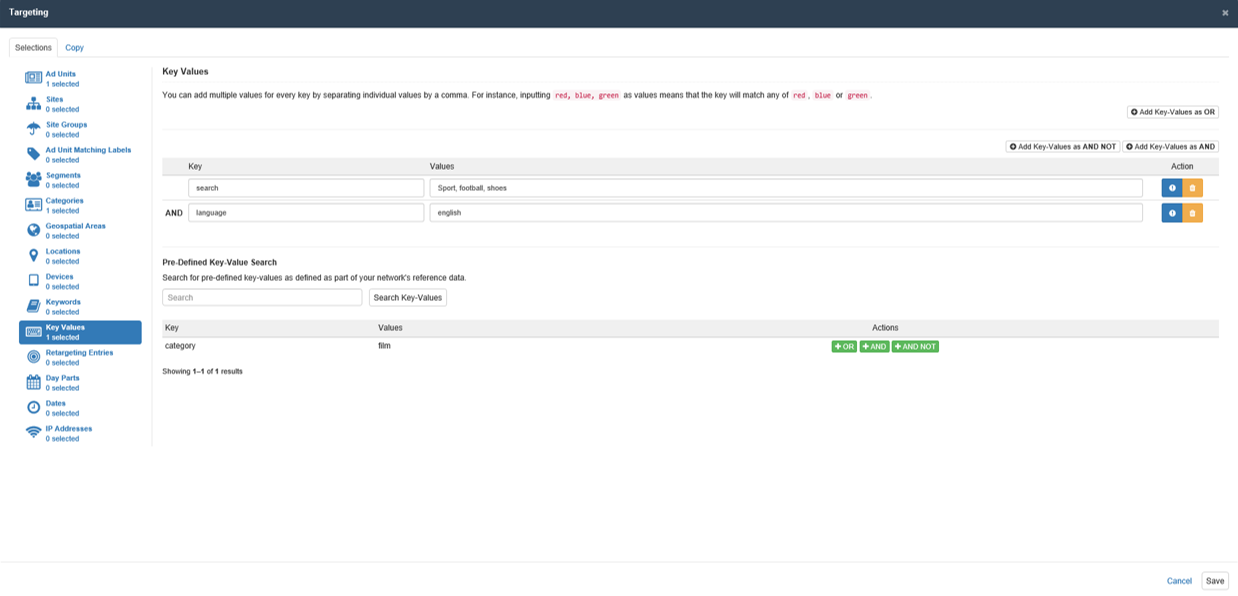 Targeting
×
Selections
Copy
Ad Units
1 selected
Sites
0 selected
Site Groups
0 selected
Ad Unit Matching Labels
0 selected
Segments
0 selected
Categories
1 selected
Geospatial Areas
0 selected
Locations
0 selected
Devices
0 selected
Keywords
0 selected
Key Values
1 selected
Retargeting Entries
0 selected
Day Parts
0 selected
Dates
0 selected
IP Addresses
0 selected
Key Values
You can add multiple values for every key by separating individual values by a comma. For instance, inputting red, blue, green as values means that the key will match any of red , blue or green .
Add Key-Values as OR
Add Key-Values as AND NOT Add Key-Values as AND
Key Values Action
search Sport, football, shoes
AND language english
Pre-Defined Key-Value Search
Search for pre-defined key-values as defined as part of your network's reference data.
Search Search Key-Values
Key Values Actions
category film + OR + AND + AND NOT
Showing 1–1 of 1 results
Cancel Save